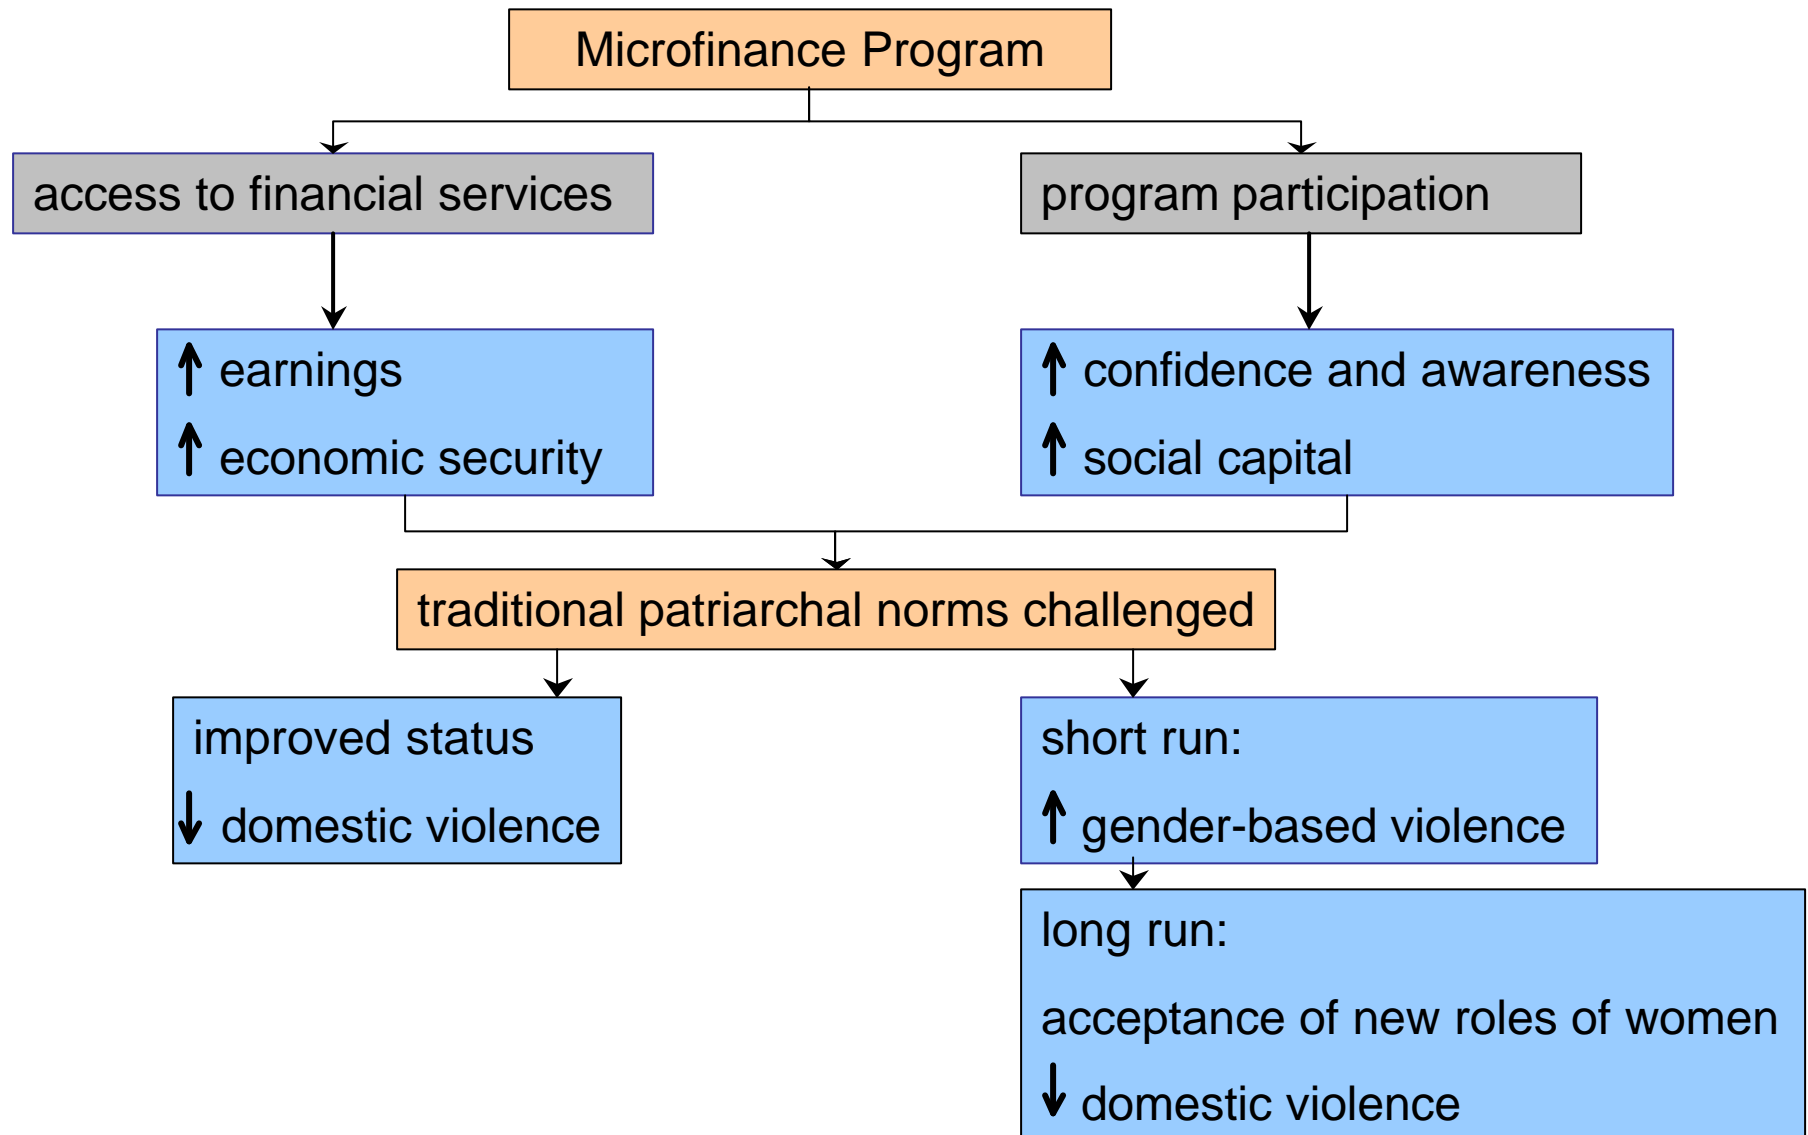 Microfinance Program
access to financial services
program participation
↑ earnings
↑ economic security
↑ confidence and awareness
↑ social capital
traditional patriarchal norms challenged
improved status
↓ domestic violence
short run:
↑ gender-based violence
long run:
acceptance of new roles of women
↓ domestic violence